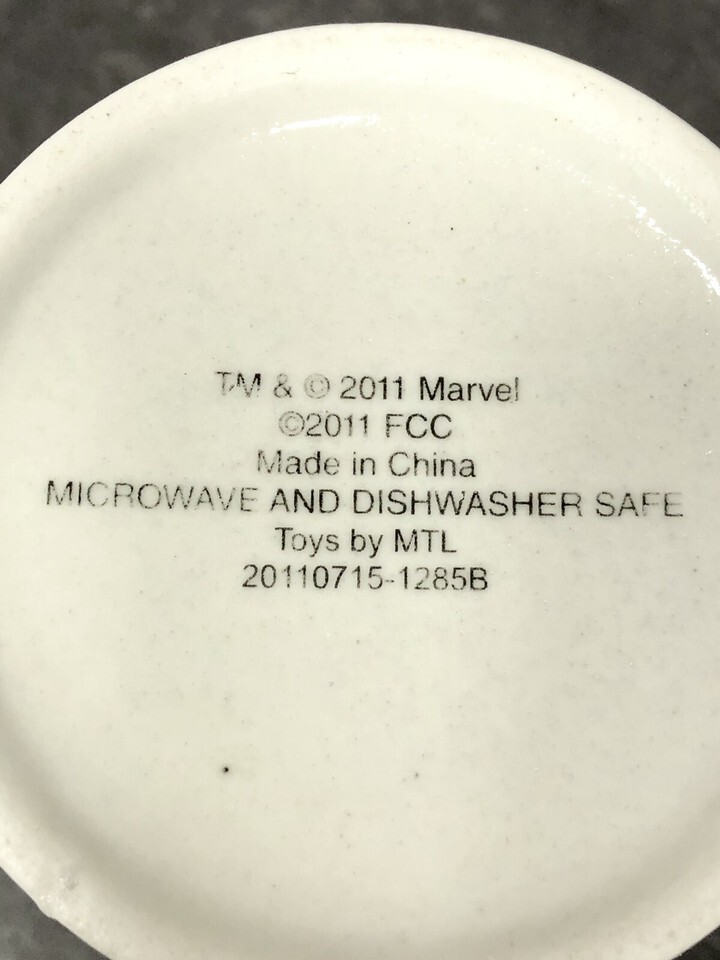 TM & © 2011 Marvel
©2011 FCC
Made in China
MICROWAVE AND DISHWASHER SAFE
Toys by MTL
20110715-1285B